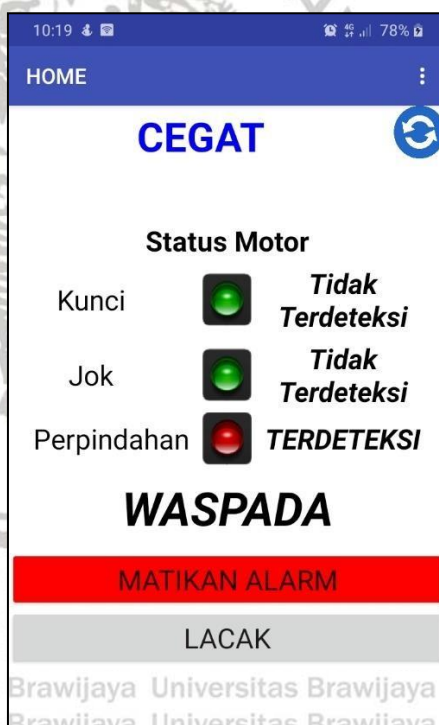 10:19 78%
HOME
CEGAT
Status Motor
Kunci Tidak Terdeteksi
Jok Tidak Terdeteksi
Perpindahan TERDETEKSI
WASPADA
MATIKAN ALARM
LACAK
Brawijaya Universitas Brawijaya
Brawijaya Universitas Brawijaya